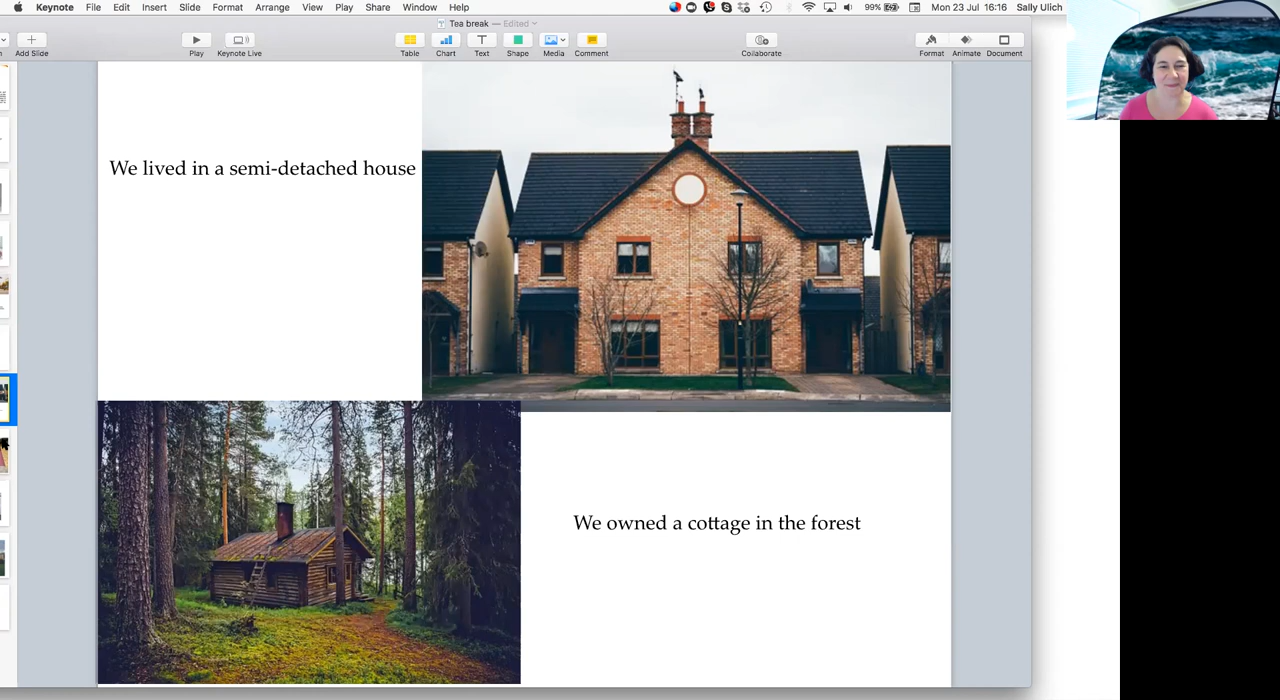 Keynote File Edit Insert Slide Format Arrange View Play Share Window Help 99% Mon 23 Jul 16:16 Sally Ulich
Tea break — Edited
Add Slide Play Keynote Live Table Chart Text Shape Media Comment Collaborate Format Animate Document
We lived in a semi-detached house
We owned a cottage in the forest